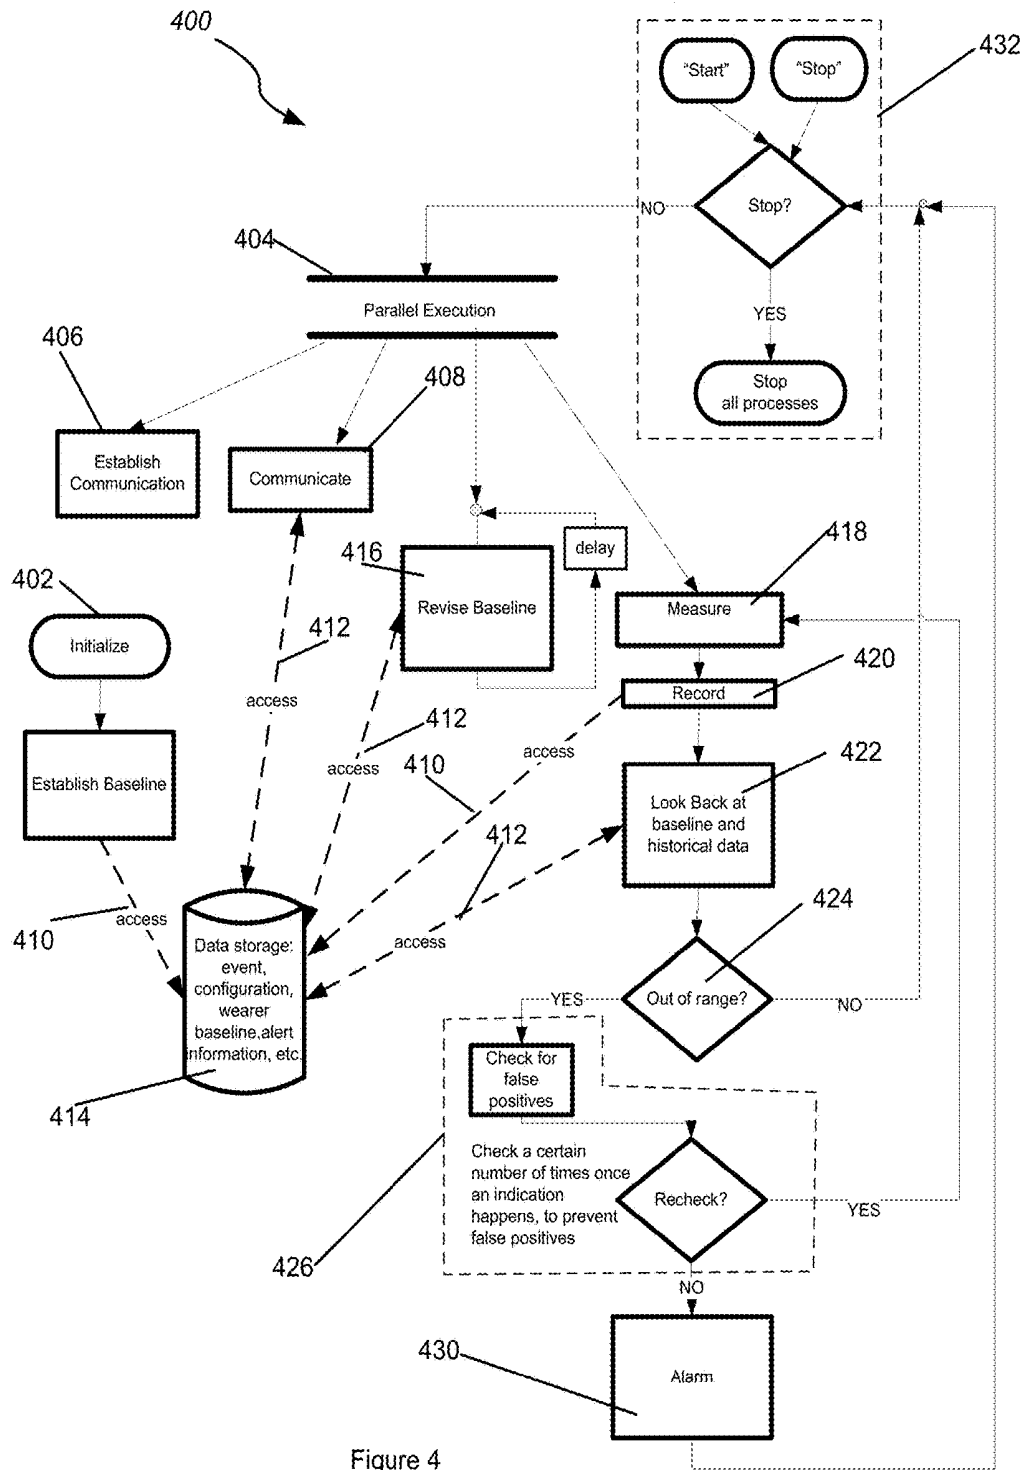 400
432
"Start"
"Stop"
Stop?
NO
YES
Stop
all processes
404
Parallel Execution
406
408
Establish
Communication
Communicate
416
delay
418
402
Revise Baseline
Measure
Initialize
412
420
Record
access
412
access
410
access
422
Establish Baseline
Look Back at
baseline and
historical data
412
410
access
access
424
Data storage:
event,
configuration,
wearer
baseline,alert
information, etc.
414
Out of range?
YES
NO
Check for
false
positives
Check a certain
number of times once
an indication
happens, to prevent
false positives
Recheck?
YES
426
NO
430
Alarm
Figure 4